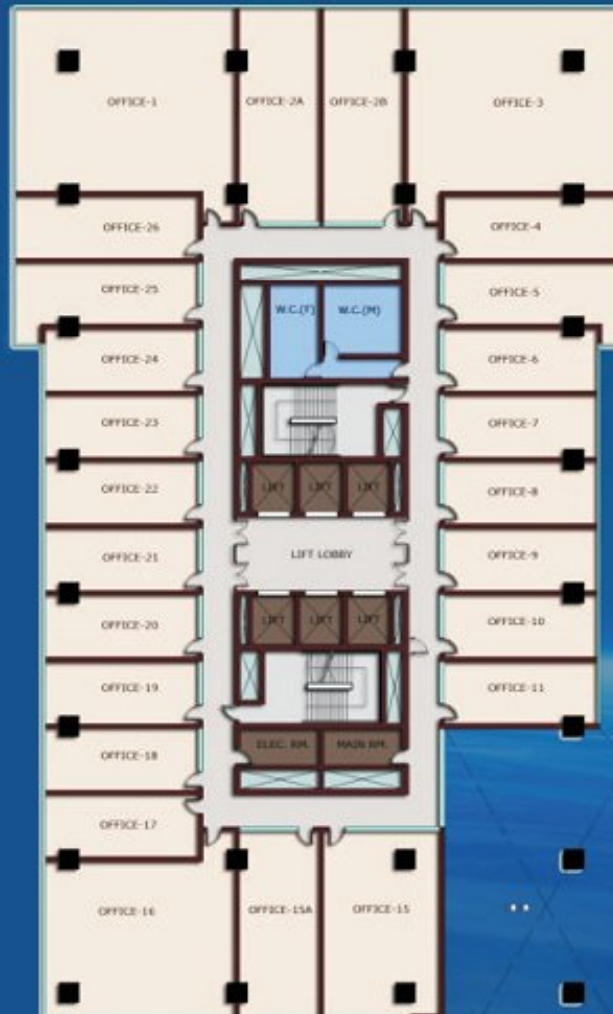 OFFICE-1
OFFICE-2A
OFFICE-2B
OFFICE-3
OFFICE-26
OFFICE-4
OFFICE-25
OFFICE-5
W.C.(F)
W.C.(M)
OFFICE-24
OFFICE-6
OFFICE-23
OFFICE-7
OFFICE-22
LIFT
LIFT
LIFT
OFFICE-8
OFFICE-21
LIFT LOBBY
OFFICE-9
OFFICE-20
LIFT
LIFT
LIFT
OFFICE-10
OFFICE-19
OFFICE-11
OFFICE-18
ELEC. RM.
MAIN RM.
OFFICE-17
OFFICE-16
OFFICE-15A
OFFICE-15